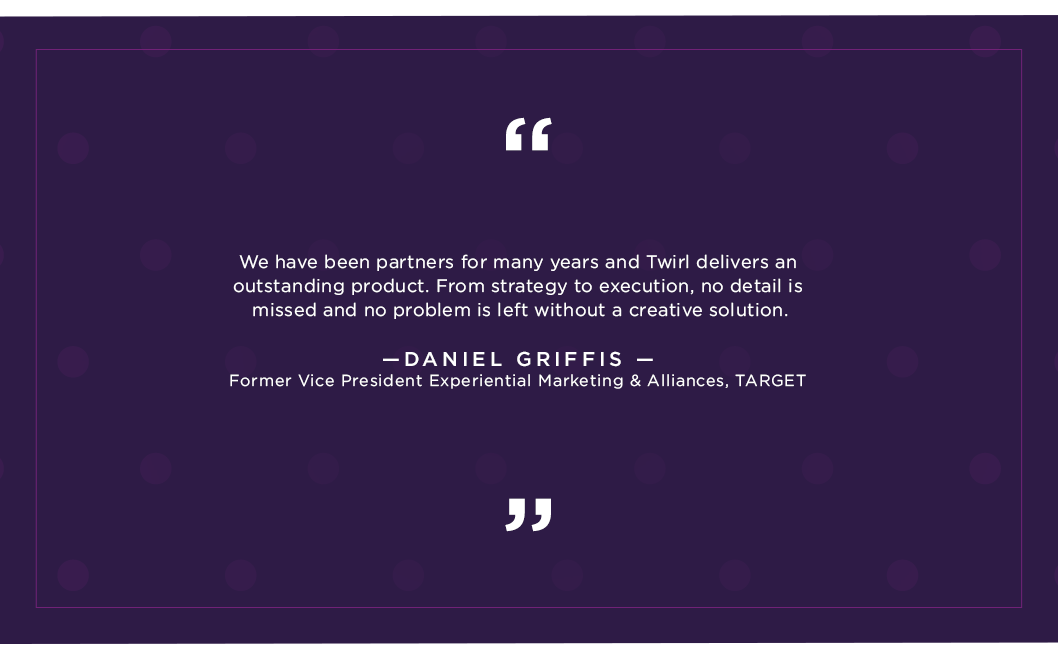 “
We have been partners for many years and Twirl delivers an
outstanding product. From strategy to execution, no detail is
missed and no problem is left without a creative solution.
—DANIEL GRIFFIS —
Former Vice President Experiential Marketing & Alliances, TARGET
”